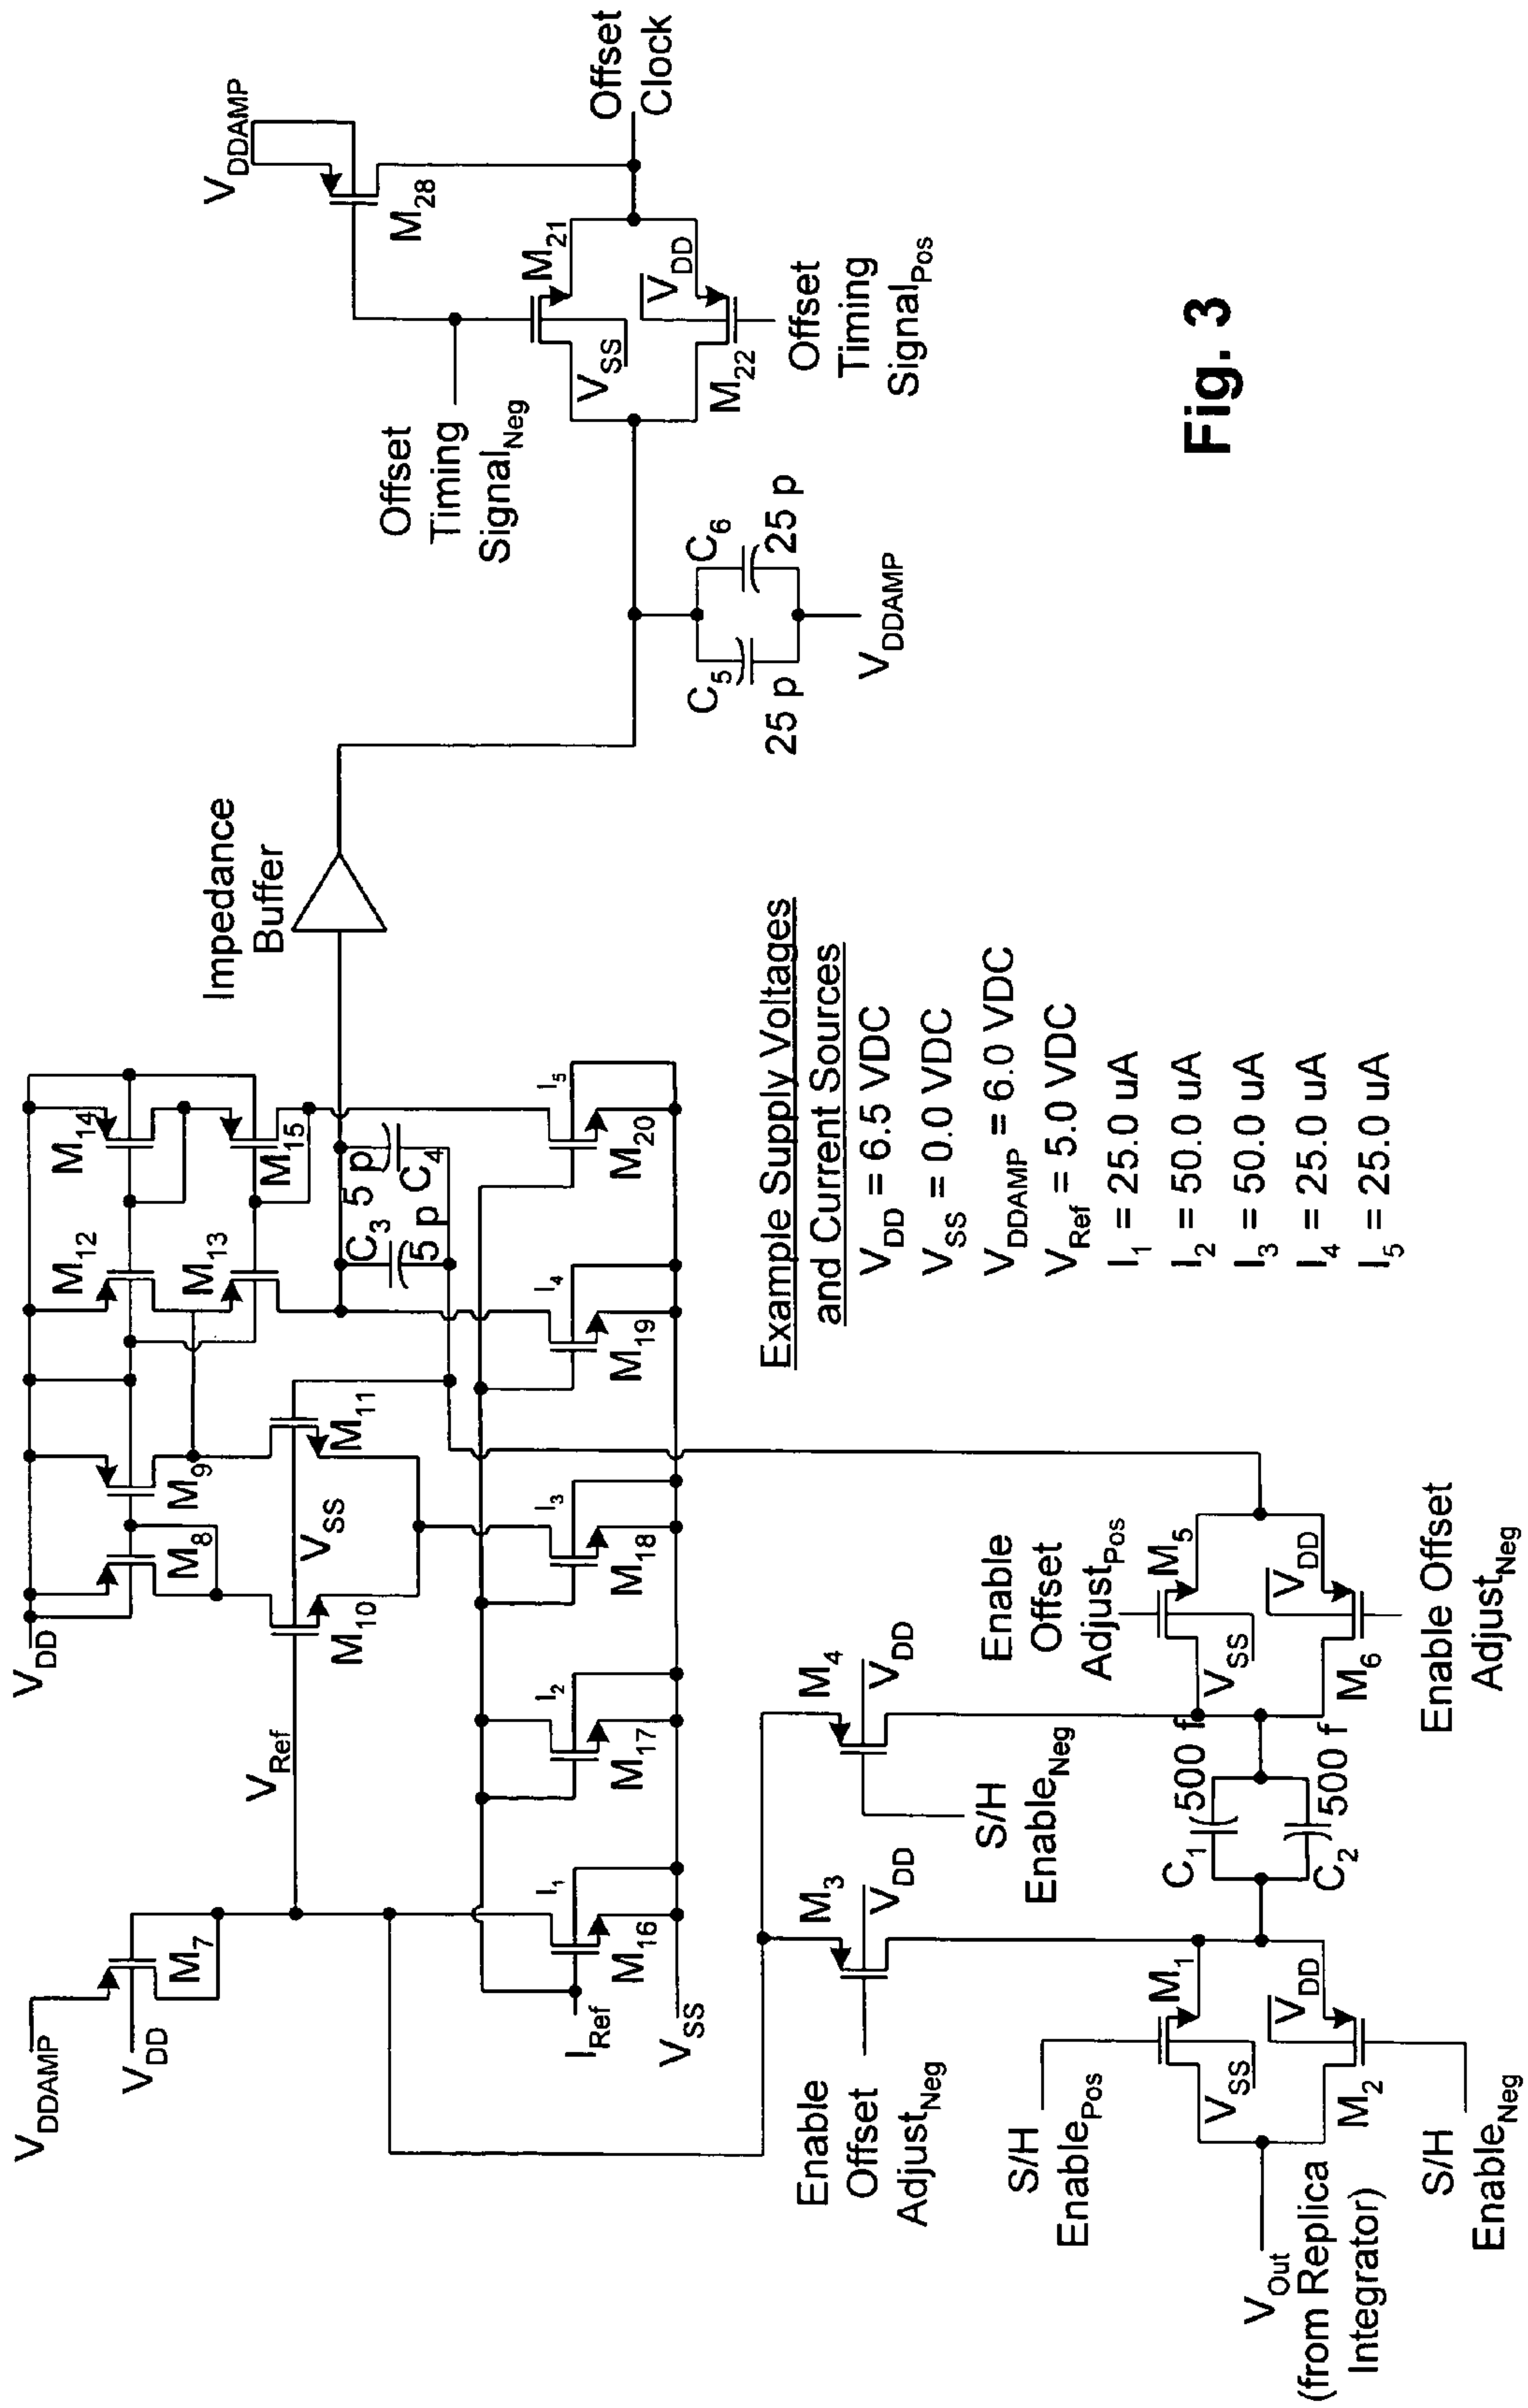 V_DDAMP
V_DD
M_7
V_Ref
V_DD
M_8
M_9
V_SS
M_10
M_11
M_12
M_13
M_14
M_15
C_3
5 p
5 p
C_4
I_Ref
V_SS
I_1
M_16
I_2
M_17
I_3
M_18
I_4
M_19
I_5
M_20
Impedance
Buffer
C_5
25 p
C_6
25 p
V_DDAMP
Offset
Timing
Signal_Neg
V_DDAMP
M_28
M_21
V_SS
V_DD
M_22
Offset
Timing
Signal_Pos
Offset
Clock
Enable
Offset
Adjust_Neg
M_3
V_DD
S/H
Enable_Neg
M_4
V_DD
S/H
Enable_Pos
M_1
V_SS
V_DD
M_2
S/H
Enable_Neg
V_Out
(from Replica
Integrator)
C_1
500 f
C_2
500 f
Enable
Offset
Adjust_Pos
M_5
V_SS
V_DD
M_6
Enable Offset
Adjust_Neg
Example Supply Voltages
and Current Sources
V_DD = 6.5 VDC
V_SS = 0.0 VDC
V_DDAMP = 6.0 VDC
V_Ref = 5.0 VDC
I_1 = 25.0 uA
I_2 = 50.0 uA
I_3 = 50.0 uA
I_4 = 25.0 uA
I_5 = 25.0 uA
Fig. 3